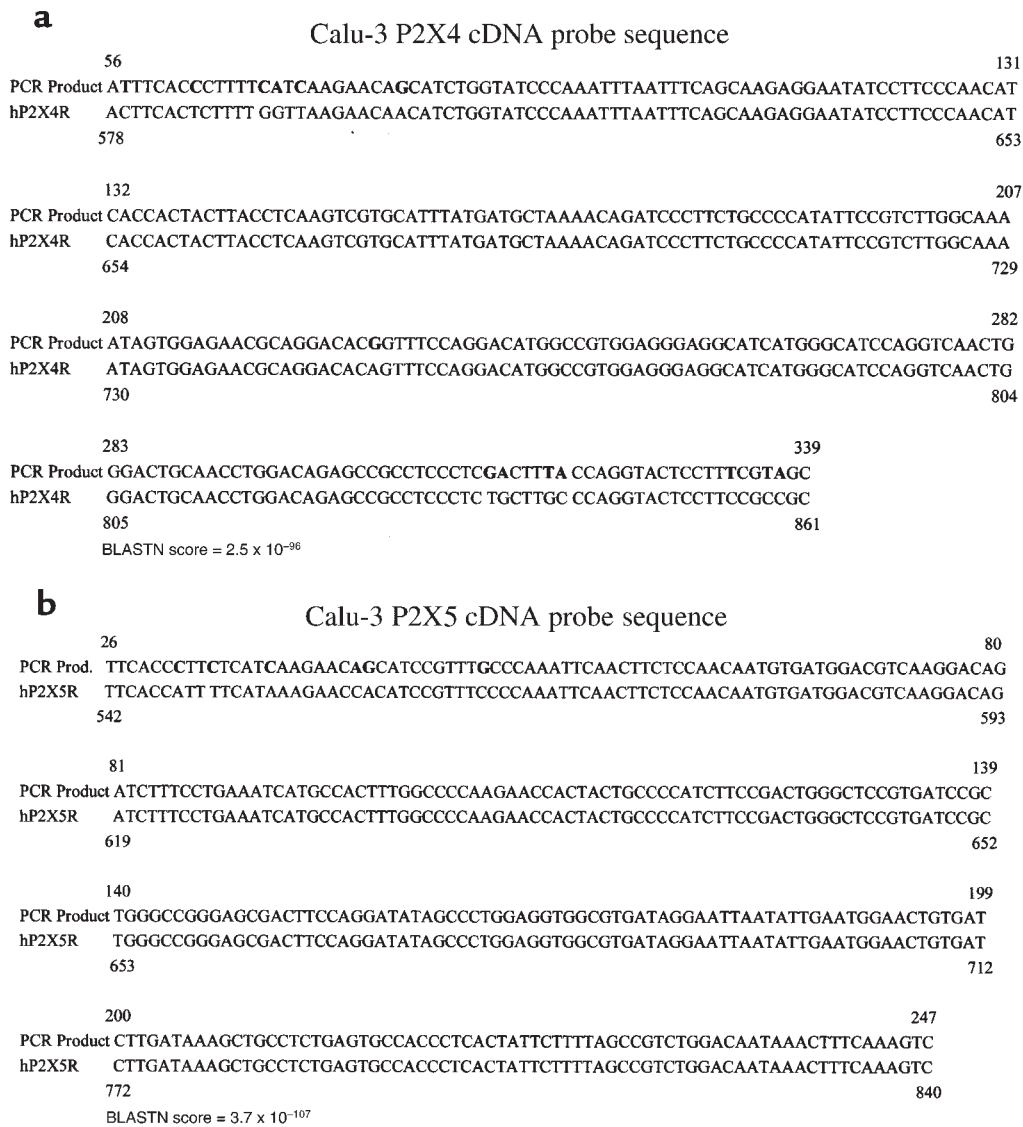 a
Calu-3 P2X4 cDNA probe sequence
56 131
PCR Product ATTTCACCCTTTTCATCAAGAACAGCATCTGGTATCCCAAATTTAATTTCAGCAAGAGGAATATCCTTCCCAACAT
hP2X4R ACTTCACTCTTTT GGTTAAGAACAACATCTGGTATCCCAAATTTAATTTCAGCAAGAGGAATATCCTTCCCAACAT
578 653
132 207
PCR Product CACCACTACTTACCTCAAGTCGTGCATTTATGATGCTAAAACAGATCCCTTCTGCCCCATATTCCGTCTTGGCAAA
hP2X4R CACCACTACTTACCTCAAGTCGTGCATTTATGATGCTAAAACAGATCCCTTCTGCCCCATATTCCGTCTTGGCAAA
654 729
208 282
PCR Product ATAGTGGAGAACGCAGGACACGGTTTCCAGGACATGGCCGTGGAGGGAGGCATCATGGGCATCCAGGTCAACTG
hP2X4R ATAGTGGAGAACGCAGGACACAGTTTCCAGGACATGGCCGTGGAGGGAGGCATCATGGGCATCCAGGTCAACTG
730 804
283 339
PCR Product GGACTGCAACCTGGACAGAGCCGCCTCCCTCGACTTTA CCAGGTACTCCTTTCGTAGC
hP2X4R GGACTGCAACCTGGACAGAGCCGCCTCCCTC TGCTTGC CCAGGTACTCCTTCCGCCGC
805 861
BLASTN score = 2.5 x 10⁻⁹⁶
b
Calu-3 P2X5 cDNA probe sequence
26 80
PCR Prod. TTCACCCTTCTCATCAAGAACAGCATCCGTTTGCCCAAATTCAACTTCTCCAACAATGTGATGGACGTCAAGGACAG
hP2X5R TTCACCATT TTCATAAAGAACCACATCCGTTTCCCCAAATTCAACTTCTCCAACAATGTGATGGACGTCAAGGACAG
542 593
81 139
PCR Product ATCTTTCCTGAAATCATGCCACTTTGGCCCCAAGAACCACTACTGCCCCATCTTCCGACTGGGCTCCGTGATCCGC
hP2X5R ATCTTTCCTGAAATCATGCCACTTTGGCCCCAAGAACCACTACTGCCCCATCTTCCGACTGGGCTCCGTGATCCGC
619 652
140 199
PCR Product TGGGCCGGGAGCGACTTCCAGGATATAGCCCTGGAGGTGGCGTGATAGGAATTAATATTGAATGGAACTGTGAT
hP2X5R TGGGCCGGGAGCGACTTCCAGGATATAGCCCTGGAGGTGGCGTGATAGGAATTAATATTGAATGGAACTGTGAT
653 712
200 247
PCR Product CTTGATAAAGCTGCCTCTGAGTGCCACCCTCACTATTCTTTTAGCCGTCTGGACAATAAACTTTCAAAGTC
hP2X5R CTTGATAAAGCTGCCTCTGAGTGCCACCCTCACTATTCTTTTAGCCGTCTGGACAATAAACTTTCAAAGTC
772 840
BLASTN score = 3.7 x 10⁻¹⁰⁷